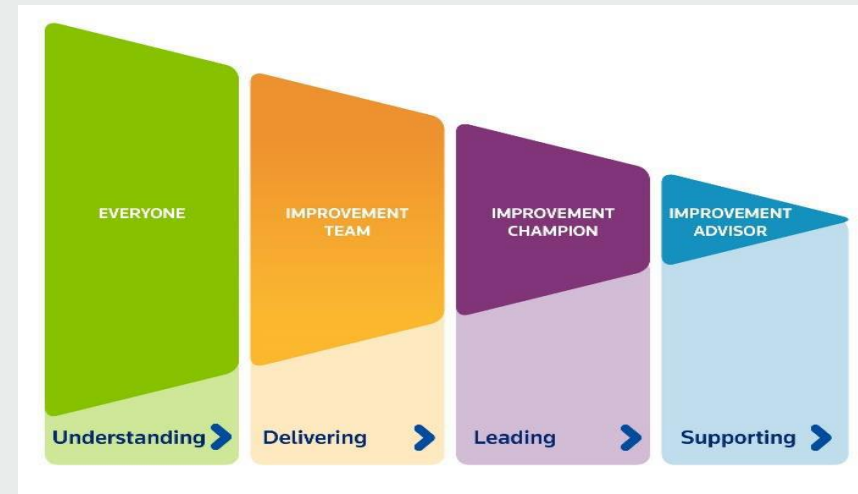 EVERYONE
IMPROVEMENT
TEAM
IMPROVEMENT
CHAMPION
IMPROVEMENT
ADVISOR
Understanding
Delivering
Leading
Supporting